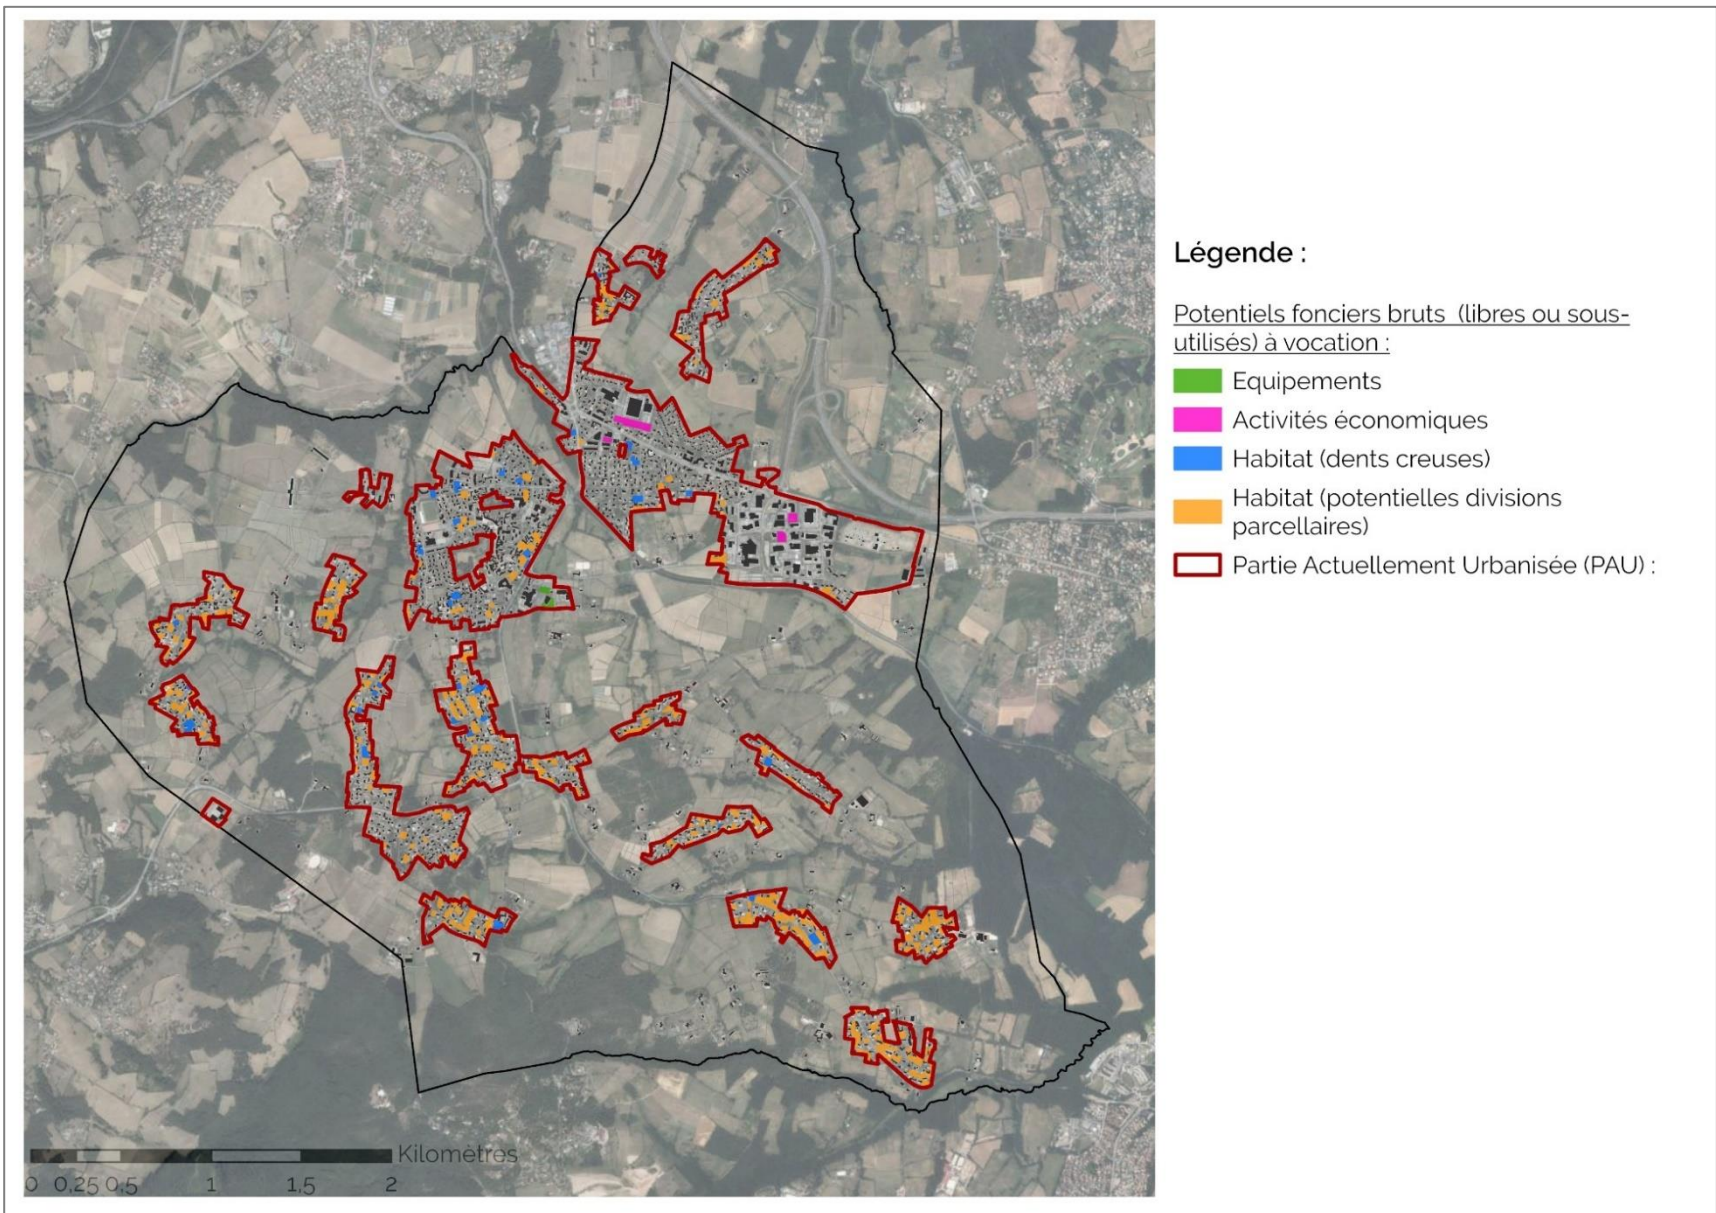 Légende :
Potentiels fonciers bruts (libres ou sous-
utilisés) à vocation :
Equipements
Activités économiques
Habitat (dents creuses)
Habitat (potentielles divisions
parcellaires)
Partie Actuellement Urbanisée (PAU) :
Kilomètres
0 0,25 0,5 1 1,5 2